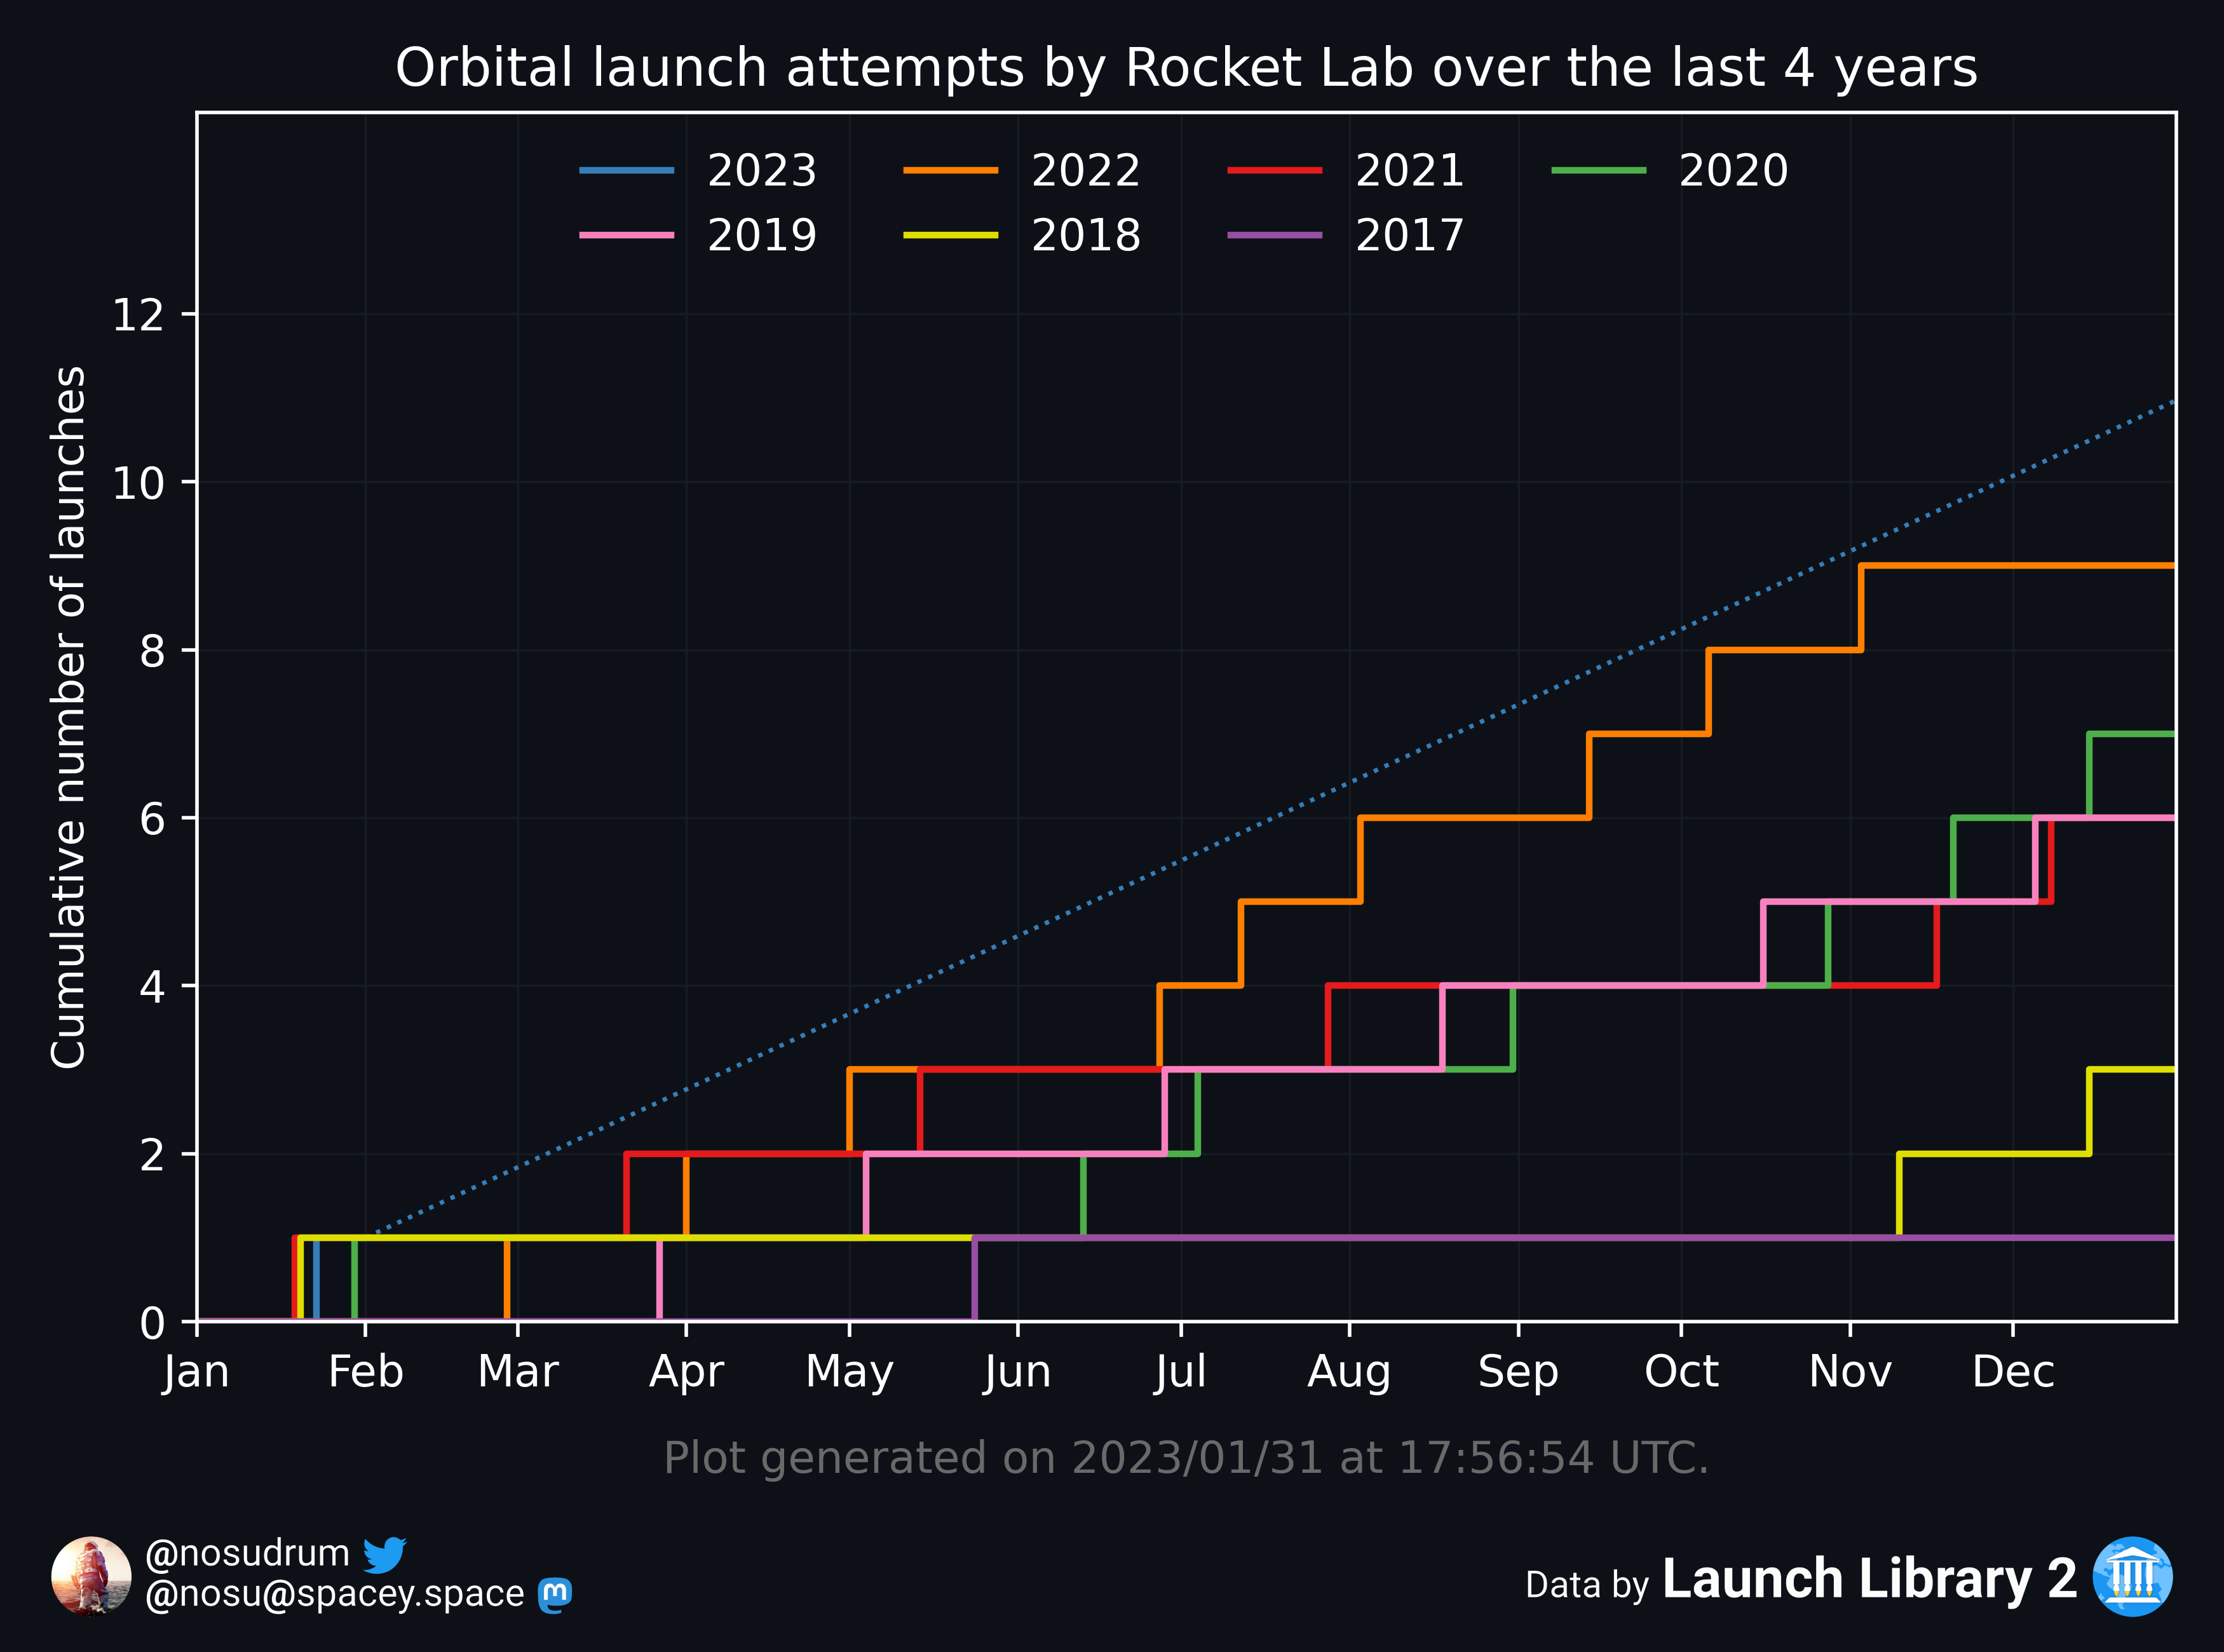 Orbital launch attempts by Rocket Lab over the last 4 years
2023 2022 2021 2020
2019 2018 2017
Cumulative number of launches
12
10
8
6
4
2
0
Jan Feb Mar Apr May Jun Jul Aug Sep Oct Nov Dec
Plot generated on 2023/01/31 at 17:56:54 UTC.
@nosudrum
@nosu@spacey.space
Data by Launch Library 2